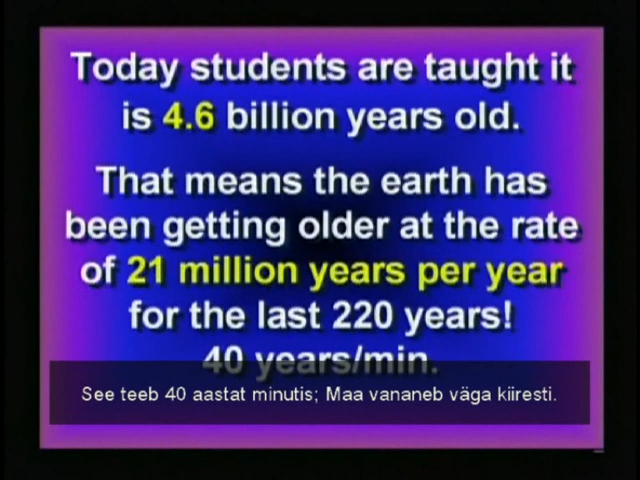 Today students are taught it
is 4.6 billion years old.
That means the earth has
been getting older at the rate
of 21 million years per year
for the last 220 years!
40 years/min.
See teeb 40 aastat minutis; Maa vananeb väga kiiresti.